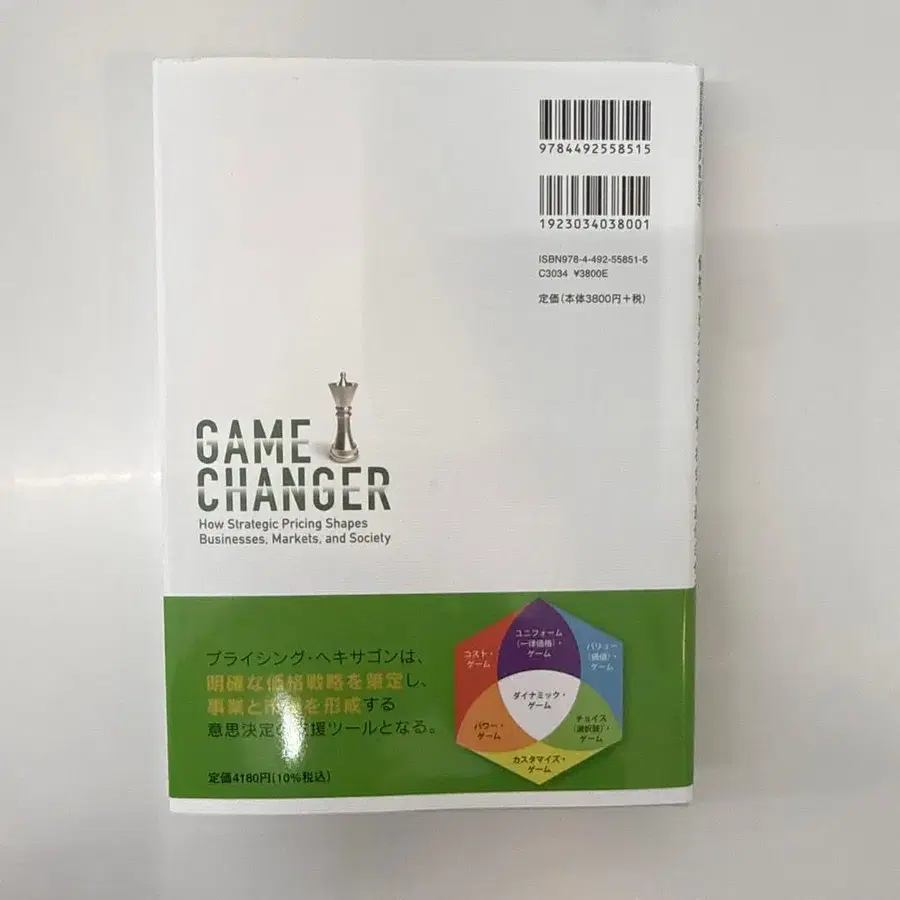 9784492558515
1923034038001
ISBN978-4-492-55851-5
C3034 ¥3800E
定価(本体3800円+税)
GAME
CHANGER
How Strategic Pricing Shapes
Businesses, Markets, and Society
プライシング・ヘキサゴンは、
明確な価格戦略を策定し、
事業と市場を形成する
意思決定の支援ツールとなる。
定価4180円(10%税込)
ユニフォーム
(一律価格)・
ゲーム
コスト・
ゲーム
バリュー
(価値)・
ゲーム
ダイナミック・
ゲーム
パワー・
ゲーム
チョイス
(選択肢)・
ゲーム
カスタマイズ・
ゲーム